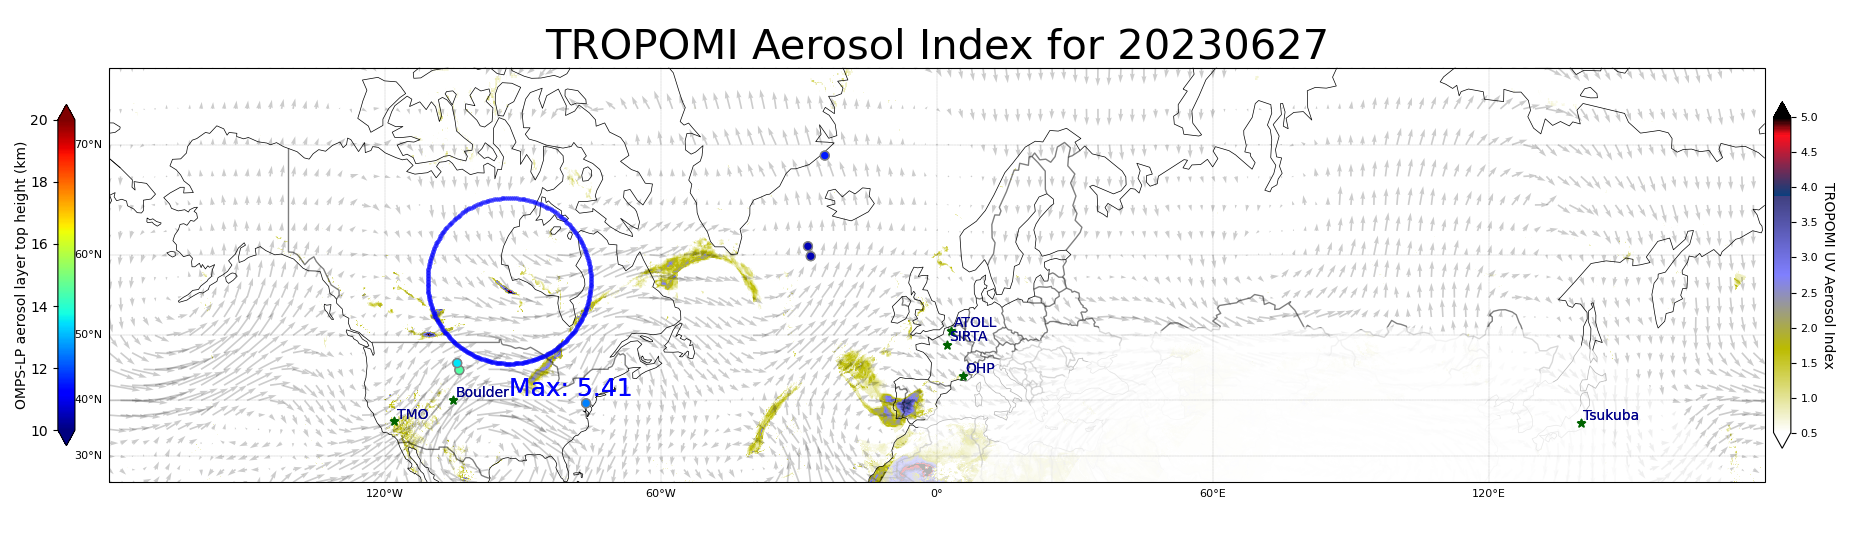 TROPOMI Aerosol Index for 20230627
OMPS-LP aerosol layer top height (km)
20
18
16
14
12
10
70°N
60°N
50°N
40°N
30°N
120°W
60°W
0°
60°E
120°E
ATOLL
SIRTA
OHP
Boulder
Max: 5.41
TMO
Tsukuba
5.0
4.5
4.0
3.5
3.0
2.5
2.0
1.5
1.0
0.5
TROPOMI UV Aerosol Index